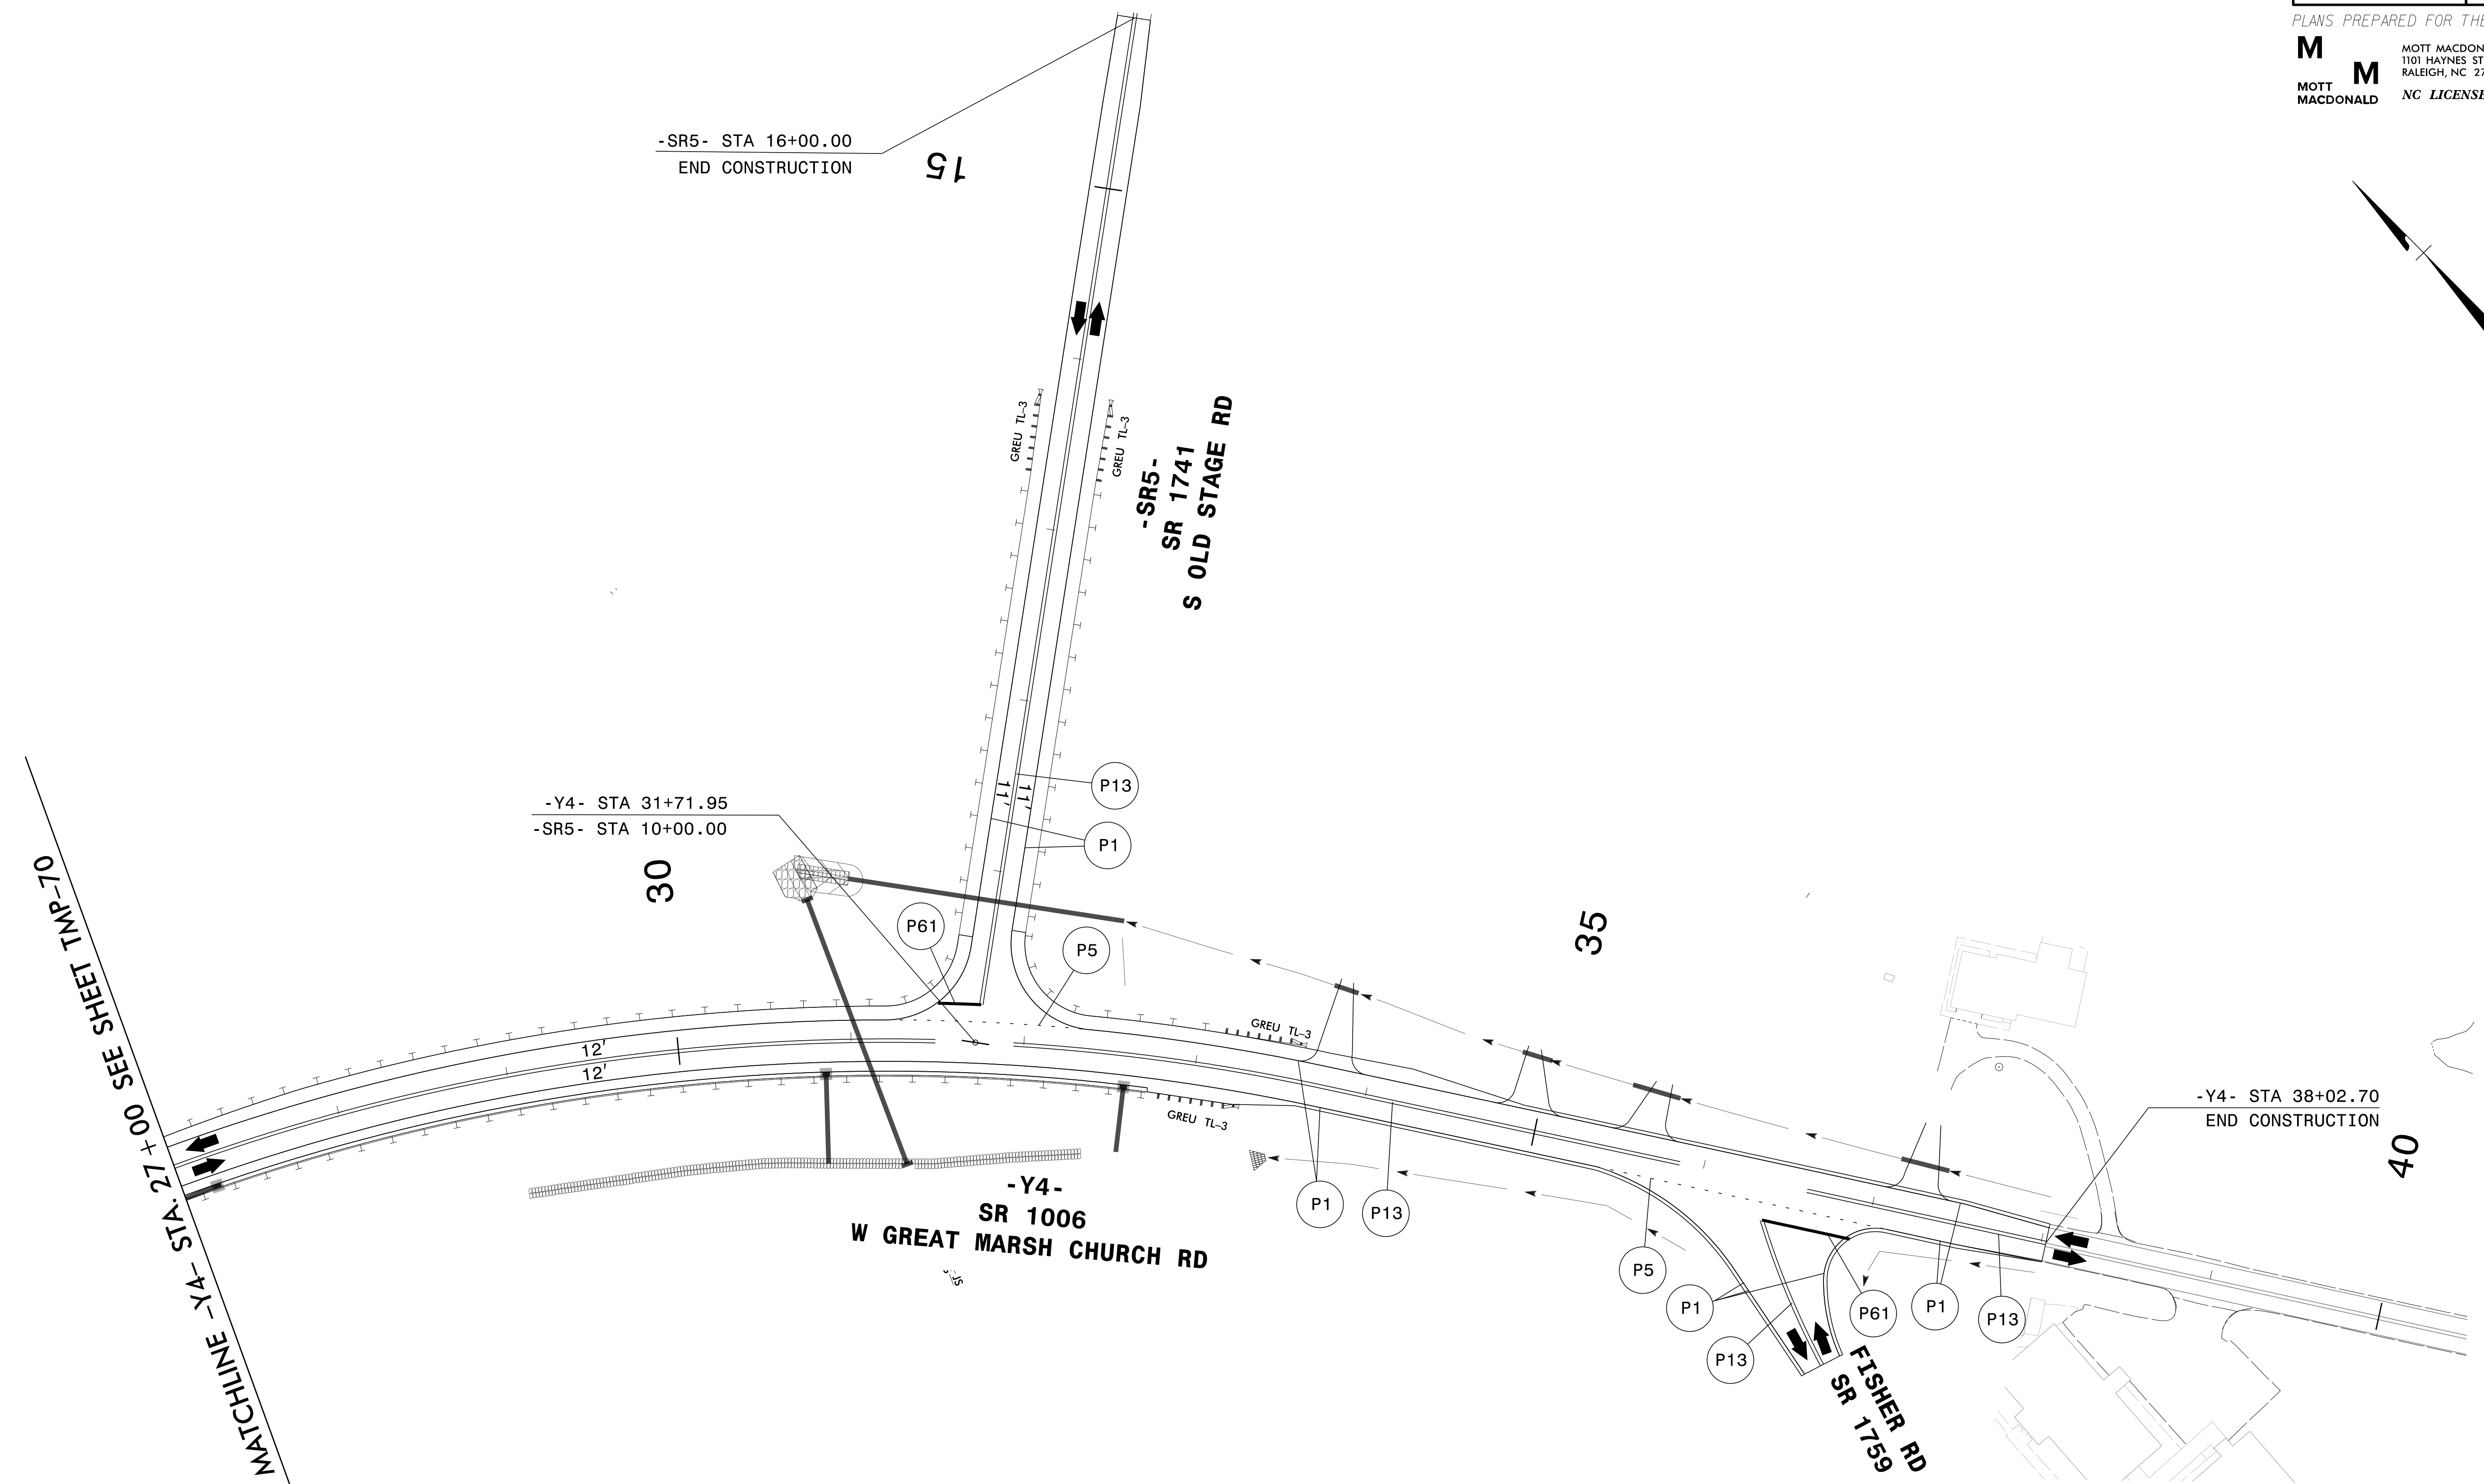 PLANS PREPARED FOR THE
M
M
MOTT
MACDONALD
MOTT MACDON
1101 HAYNES ST
RALEIGH, NC 27
NC LICENSE
-SR5- STA 16+00.00
END CONSTRUCTION
15
GREU TL-3
GREU TL-3
-SR5-
SR 1741
S OLD STAGE RD
P13
11'
11'
P1
-Y4- STA 31+71.95
-SR5- STA 10+00.00
30
P61
P5
35
MATCHLINE -Y4- STA. 27+00 SEE SHEET TMP-70
12'
12'
GREU TL-3
GREU TL-3
-Y4-
SR 1006
W GREAT MARSH CHURCH RD
P1
P13
-Y4- STA 38+02.70
END CONSTRUCTION
40
P5
P1
P13
P61
P1
P13
FISHER RD
SR 1759